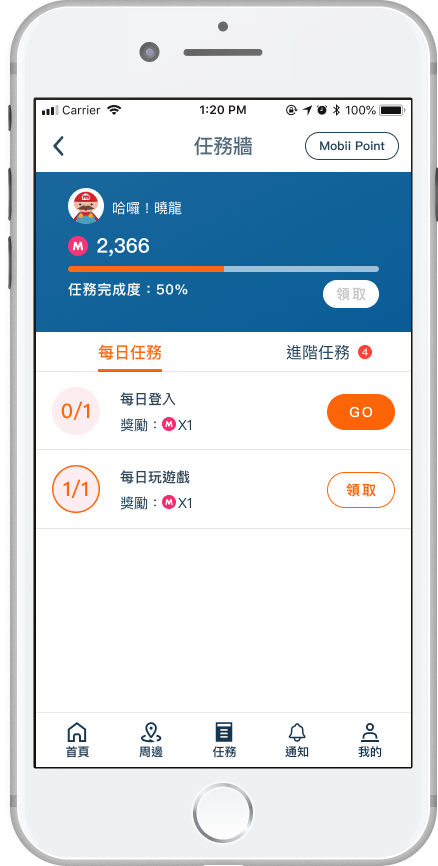 Carrier 1:20 PM 100%
任務牆 Mobii Point
哈囉！曉龍
M 2,366
任務完成度：50% 領取
每日任務 進階任務 4
0/1 每日登入 GO
獎勵：M X1
1/1 每日玩遊戲 領取
獎勵：M X1
首頁 周邊 任務 通知 我的